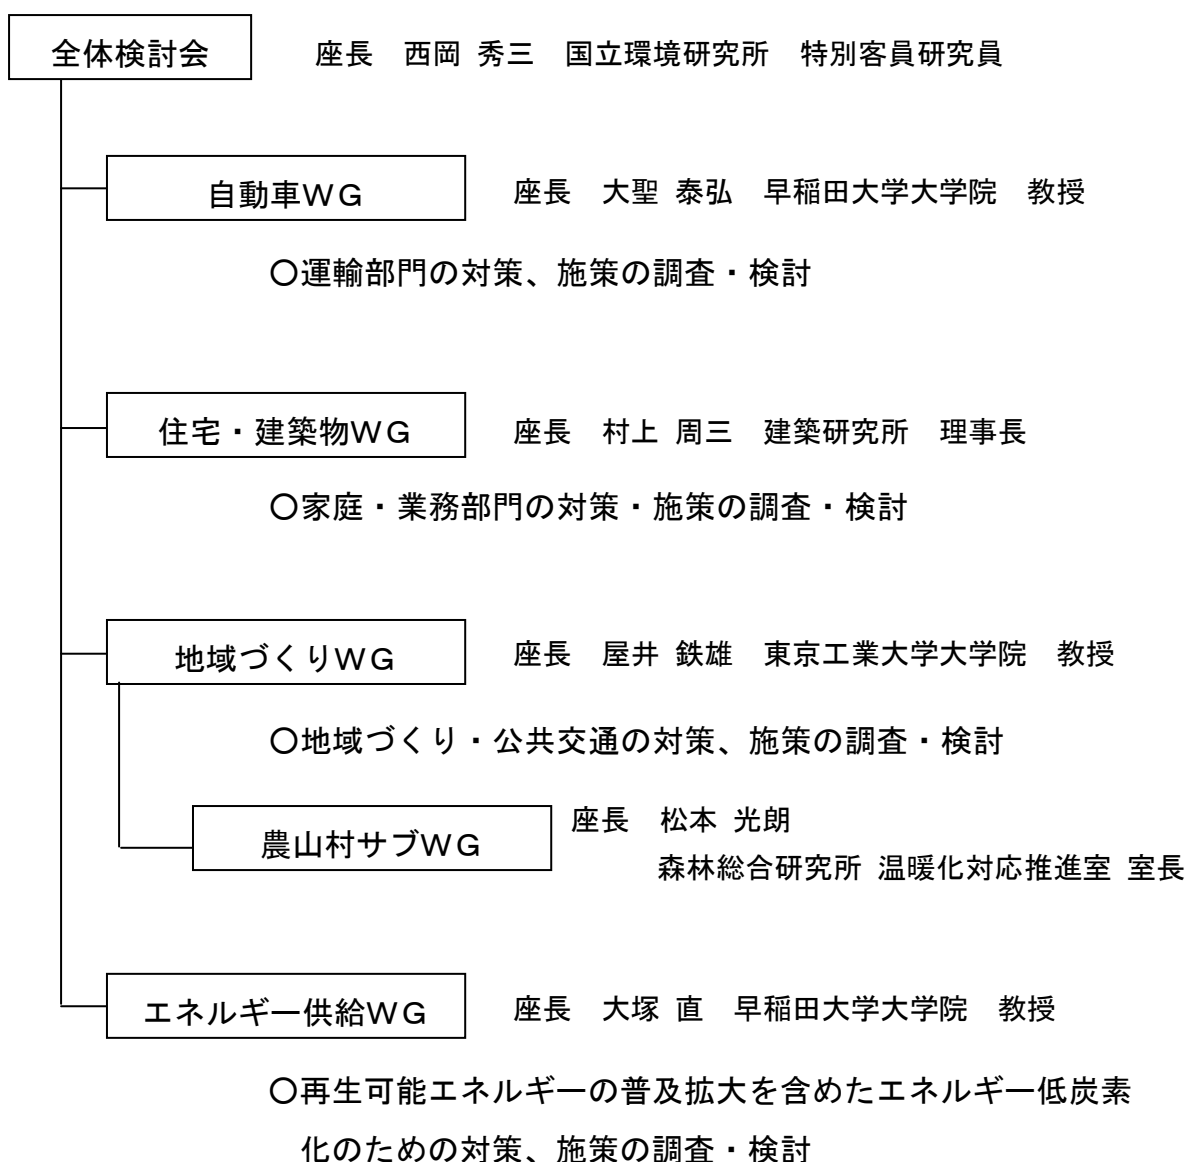 全体検討会　座長　西岡 秀三　国立環境研究所　特別客員研究員
自動車ＷＧ　座長　大聖 泰弘　早稲田大学大学院　教授
○運輸部門の対策、施策の調査・検討
住宅・建築物ＷＧ　座長　村上 周三　建築研究所　理事長
○家庭・業務部門の対策・施策の調査・検討
地域づくりＷＧ　座長　屋井 鉄雄　東京工業大学大学院　教授
○地域づくり・公共交通の対策、施策の調査・検討
農山村サブＷＧ　座長　松本 光朗
森林総合研究所 温暖化対応推進室 室長
エネルギー供給ＷＧ　座長　大塚 直　早稲田大学大学院　教授
○再生可能エネルギーの普及拡大を含めたエネルギー低炭素
化のための対策、施策の調査・検討